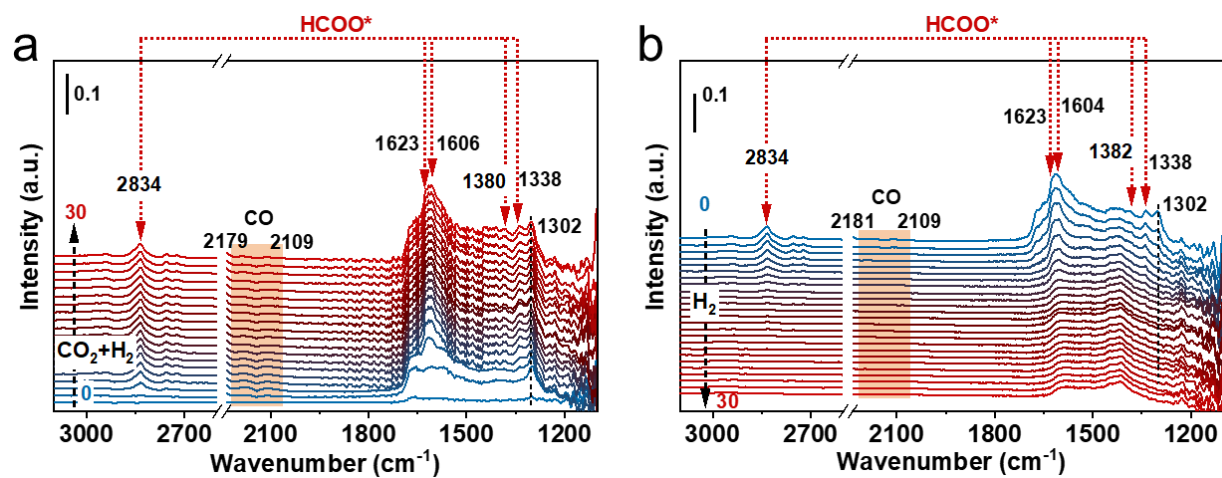 a
HCOO*
0.1
1623
1606
2834
1380
1338
1302
30
CO
2179
2109
CO2+H2
0
Intensity (a.u.)
3000
2700
2100
1800
1500
1200
Wavenumber (cm-1)
b
HCOO*
0.1
1623
1604
2834
1382
1338
1302
0
CO
2181
2109
H2
30
Intensity (a.u.)
3000
2700
2100
1800
1500
1200
Wavenumber (cm-1)